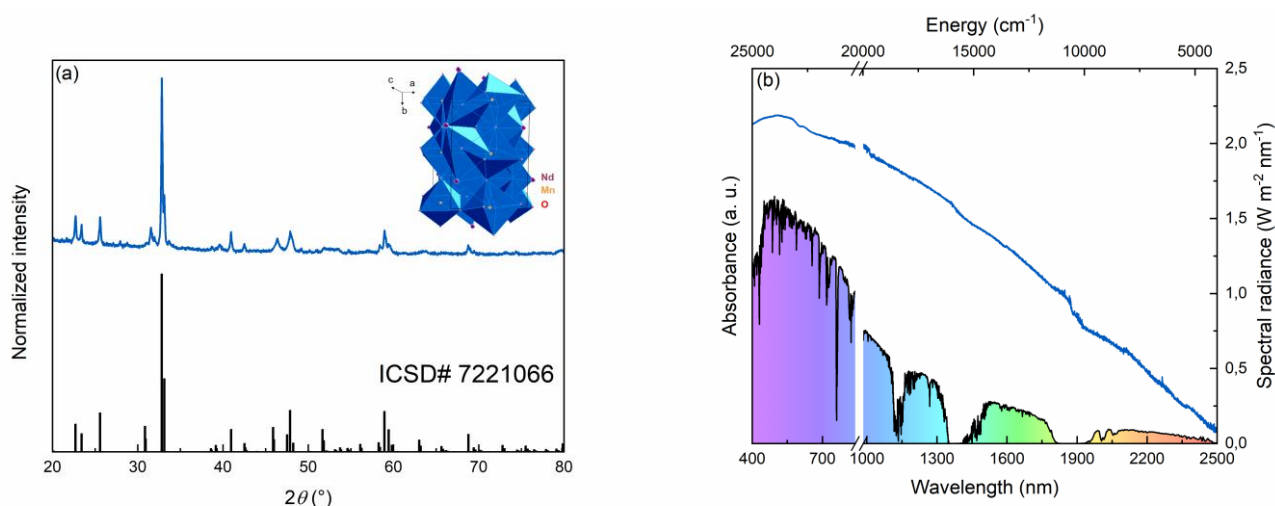 (a)
c
a
b
Nd
Mn
O
Normalized intensity
ICSD# 7221066
20 30 40 50 60 70 80
2θ (°)
Energy (cm⁻¹)
25000 20000 15000 10000 5000
(b)
2,5
2,0
1,5
1,0
0,5
0,0
Absorbance (a. u.)
Spectral radiance (W m⁻² nm⁻¹)
400 700 1000 1300 1600 1900 2200 2500
Wavelength (nm)